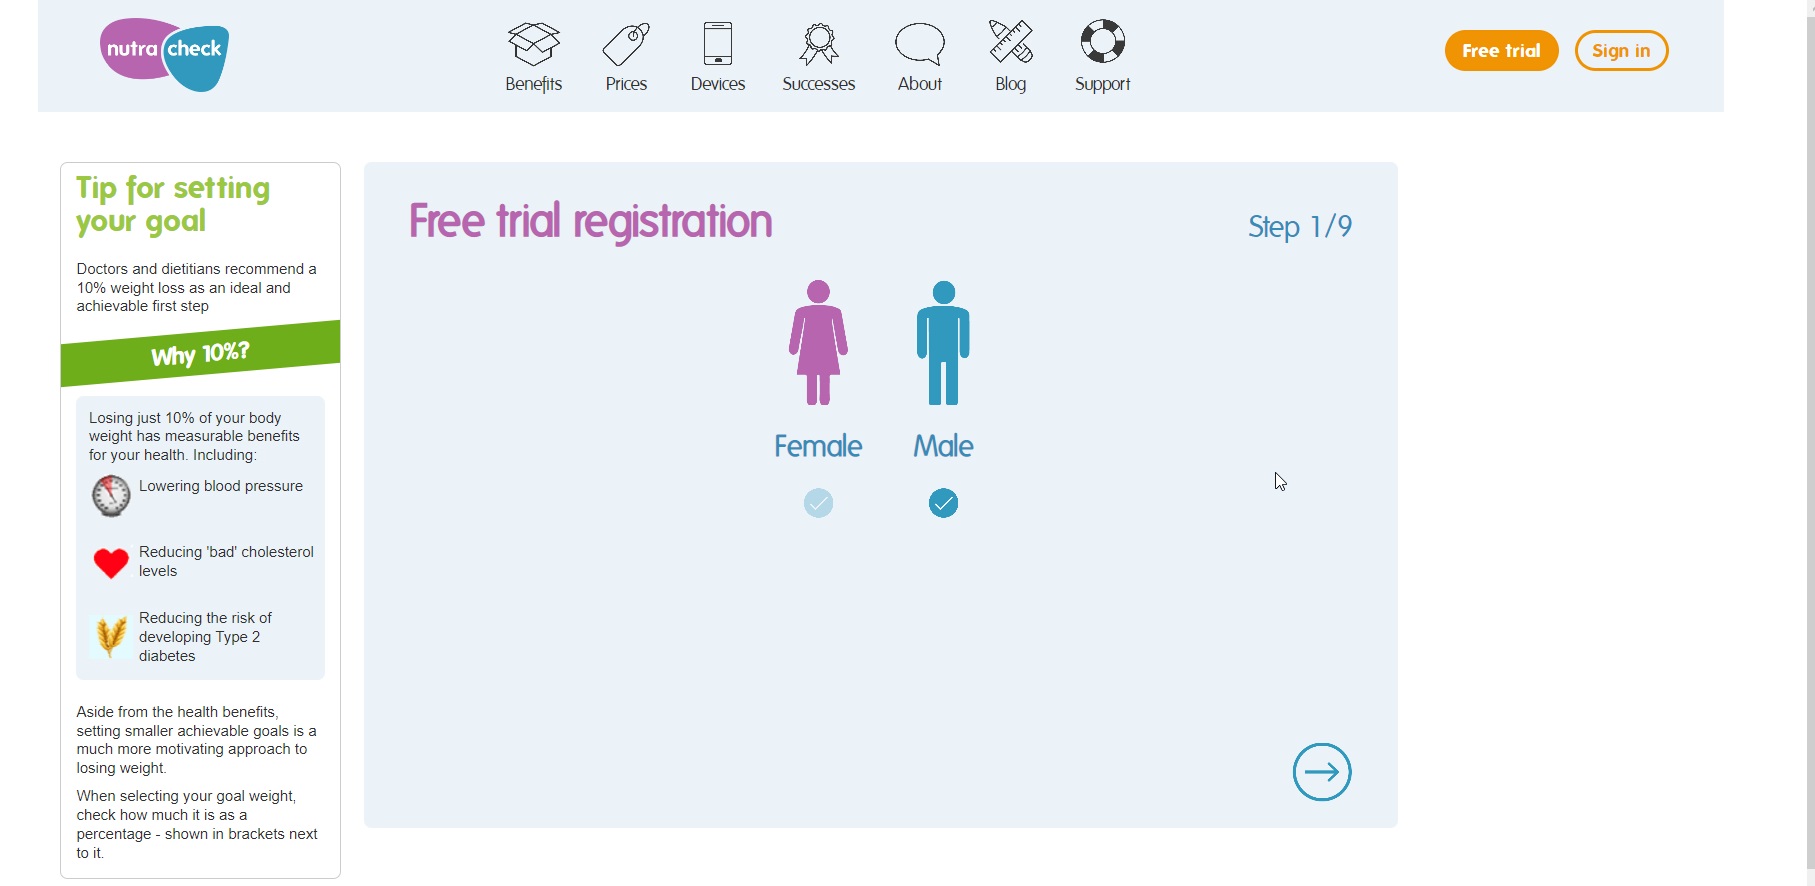 nutra check
Benefits
Prices
Devices
Successes
About
Blog
Support
Free trial
Sign in
Tip for setting
your goal
Doctors and dietitians recommend a
10% weight loss as an ideal and
achievable first step
Why 10%?
Losing just 10% of your body
weight has measurable benefits
for your health. Including:
Lowering blood pressure
Reducing 'bad' cholesterol
levels
Reducing the risk of
developing Type 2
diabetes
Aside from the health benefits,
setting smaller achievable goals is a
much more motivating approach to
losing weight.
When selecting your goal weight,
check how much it is as a
percentage - shown in brackets next
to it.
Free trial registration
Step 1/9
Female
Male